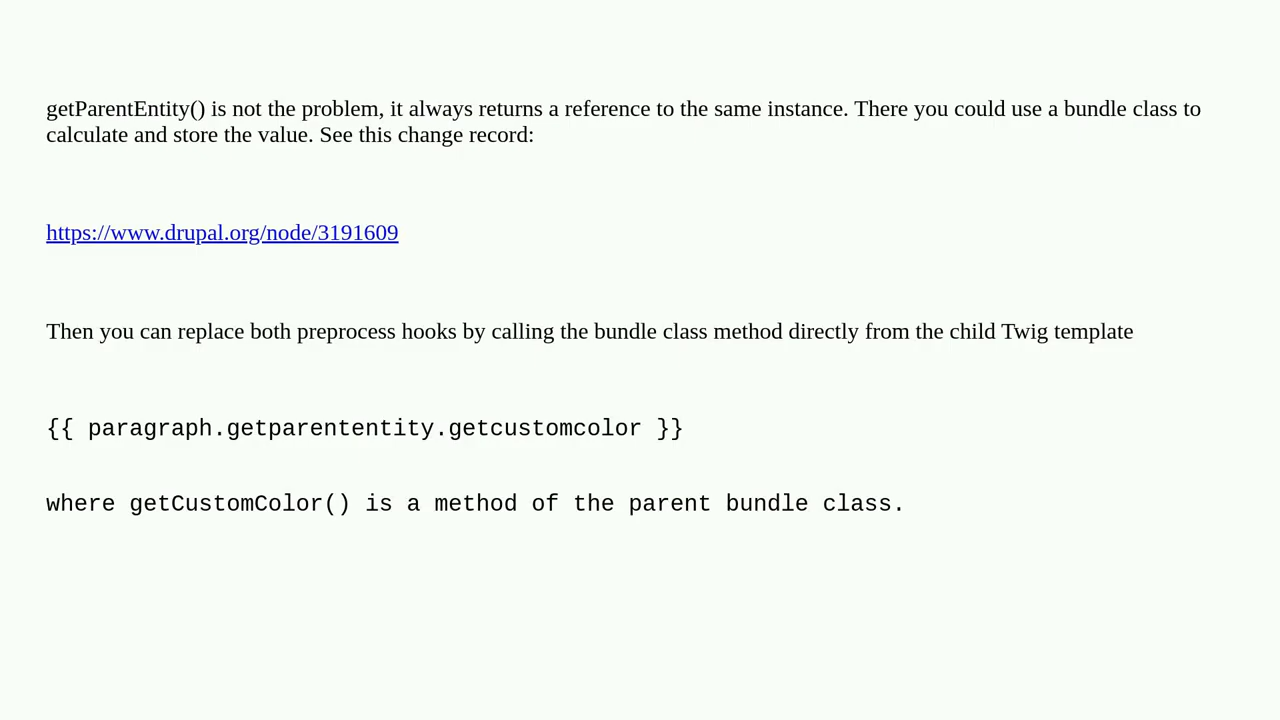 getParentEntity() is not the problem, it always returns a reference to the same instance. There you could use a bundle class to
calculate and store the value. See this change record:
https://www.drupal.org/node/3191609
Then you can replace both preprocess hooks by calling the bundle class method directly from the child Twig template
{{ paragraph.getparententity.getcustomcolor }}
where getCustomColor() is a method of the parent bundle class.